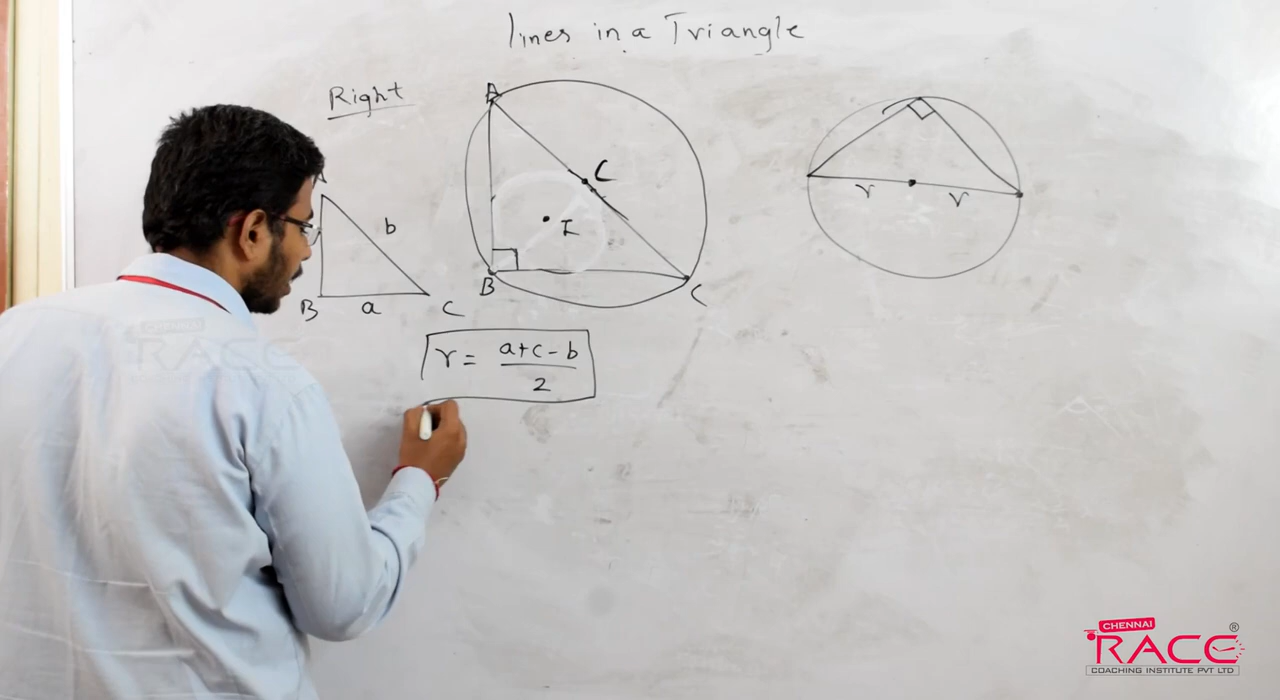 lines in a Triangle
Right
A
b
B a C
A
C
I
B C
r r
r = a+c-b
2
CHENNAI
RACE
®
COACHING INSTITUTE PVT LTD